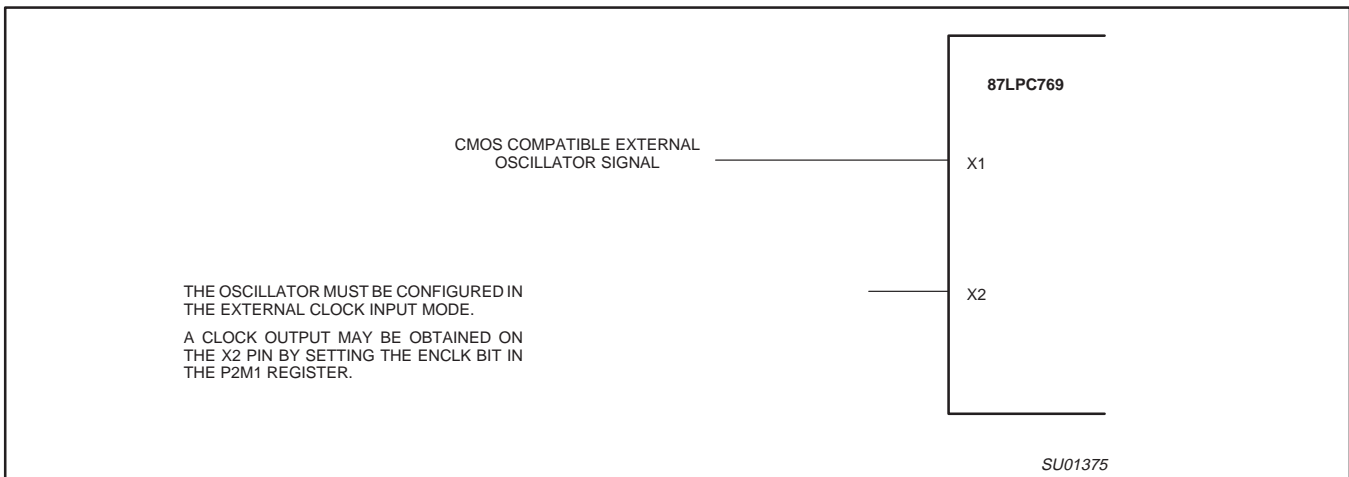 87LPC769
CMOS COMPATIBLE EXTERNAL
OSCILLATOR SIGNAL
X1
THE OSCILLATOR MUST BE CONFIGURED IN
THE EXTERNAL CLOCK INPUT MODE.
X2
A CLOCK OUTPUT MAY BE OBTAINED ON
THE X2 PIN BY SETTING THE ENCLK BIT IN
THE P2M1 REGISTER.
SU01375